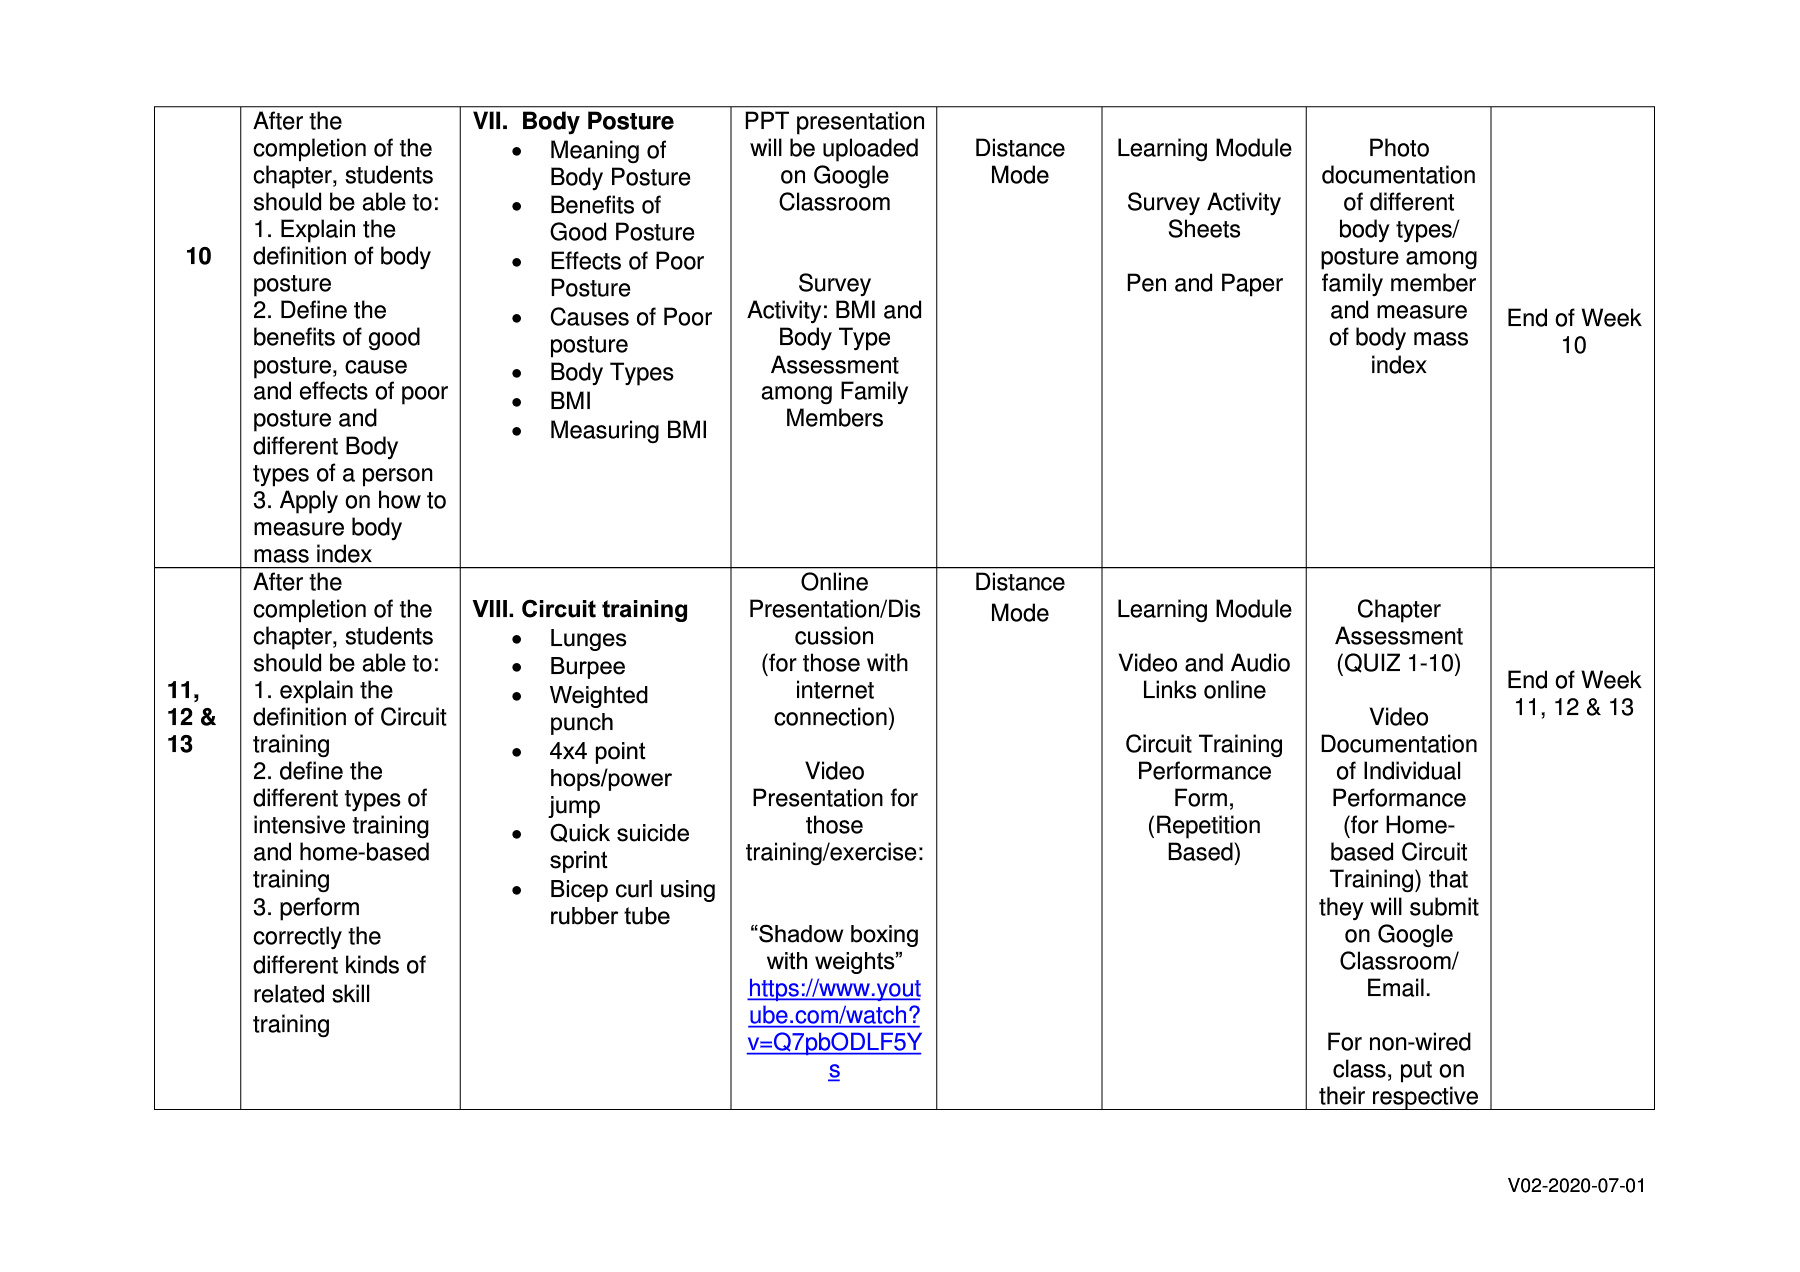 10
After the
completion of the
chapter, students
should be able to:
1. Explain the
definition of body
posture
2. Define the
benefits of good
posture, cause
and effects of poor
posture and
different Body
types of a person
3. Apply on how to
measure body
mass index
VII. Body Posture
• Meaning of
Body Posture
• Benefits of
Good Posture
• Effects of Poor
Posture
• Causes of Poor
posture
• Body Types
• BMI
• Measuring BMI
PPT presentation
will be uploaded
on Google
Classroom
Survey
Activity: BMI and
Body Type
Assessment
among Family
Members
Distance
Mode
Learning Module
Survey Activity
Sheets
Pen and Paper
Photo
documentation
of different
body types/
posture among
family member
and measure
of body mass
index
End of Week
10
11,
12 &
13
After the
completion of the
chapter, students
should be able to:
1. explain the
definition of Circuit
training
2. define the
different types of
intensive training
and home-based
training
3. perform
correctly the
different kinds of
related skill
training
VIII. Circuit training
• Lunges
• Burpee
• Weighted
punch
• 4x4 point
hops/power
jump
• Quick suicide
sprint
• Bicep curl using
rubber tube
Online
Presentation/Dis
cussion
(for those with
internet
connection)
Video
Presentation for
those
training/exercise:
“Shadow boxing
with weights”
https://www.yout
ube.com/watch?
v=Q7pbODLF5Y
s
Distance
Mode
Learning Module
Video and Audio
Links online
Circuit Training
Performance
Form,
(Repetition
Based)
Chapter
Assessment
(QUIZ 1-10)
Video
Documentation
of Individual
Performance
(for Home-
based Circuit
Training) that
they will submit
on Google
Classroom/
Email.
For non-wired
class, put on
their respective
End of Week
11, 12 & 13
V02-2020-07-01